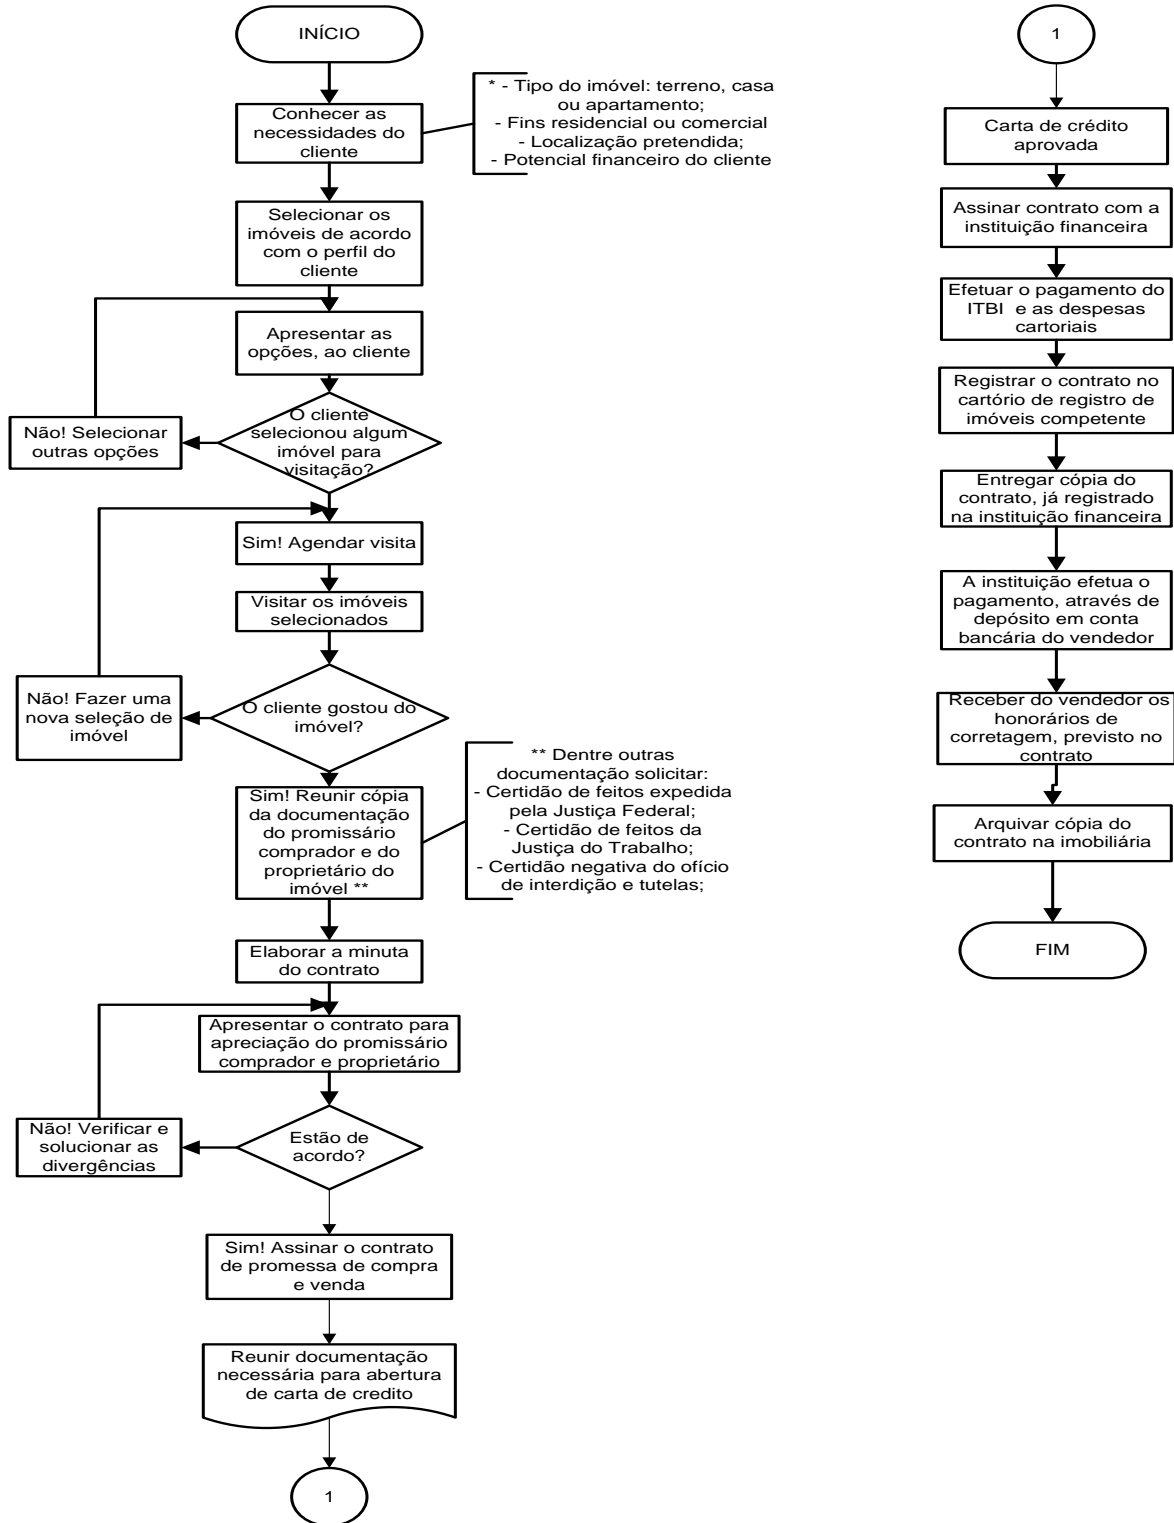 INÍCIO
Conhecer as
necessidades do
cliente
* - Tipo do imóvel: terreno, casa
ou apartamento;
- Fins residencial ou comercial
- Localização pretendida;
- Potencial financeiro do cliente
Selecionar os
imóveis de acordo
com o perfil do
cliente
Apresentar as
opções, ao cliente
O cliente
selecionou algum
imóvel para
visitação?
Não! Selecionar
outras opções
Sim! Agendar visita
Visitar os imóveis
selecionados
O cliente gostou do
imóvel?
Não! Fazer uma
nova seleção de
imóvel
Sim! Reunir cópia
da documentação
do promissário
comprador e do
proprietário do
imóvel **
** Dentre outras
documentação solicitar:
- Certidão de feitos expedida
pela Justiça Federal;
- Certidão de feitos da
Justiça do Trabalho;
- Certidão negativa do ofício
de interdição e tutelas;
Elaborar a minuta
do contrato
Apresentar o contrato para
apreciação do promissário
comprador e proprietário
Estão de
acordo?
Não! Verificar e
solucionar as
divergências
Sim! Assinar o contrato
de promessa de compra
e venda
Reunir documentação
necessária para abertura
de carta de credito
1
1
Carta de crédito
aprovada
Assinar contrato com a
instituição financeira
Efetuar o pagamento do
ITBI e as despesas
cartoriais
Registrar o contrato no
cartório de registro de
imóveis competente
Entregar cópia do
contrato, já registrado
na instituição financeira
A instituição efetua o
pagamento, através de
depósito em conta
bancária do vendedor
Receber do vendedor os
honorários de
corretagem, previsto no
contrato
Arquivar cópia do
contrato na imobiliária
FIM